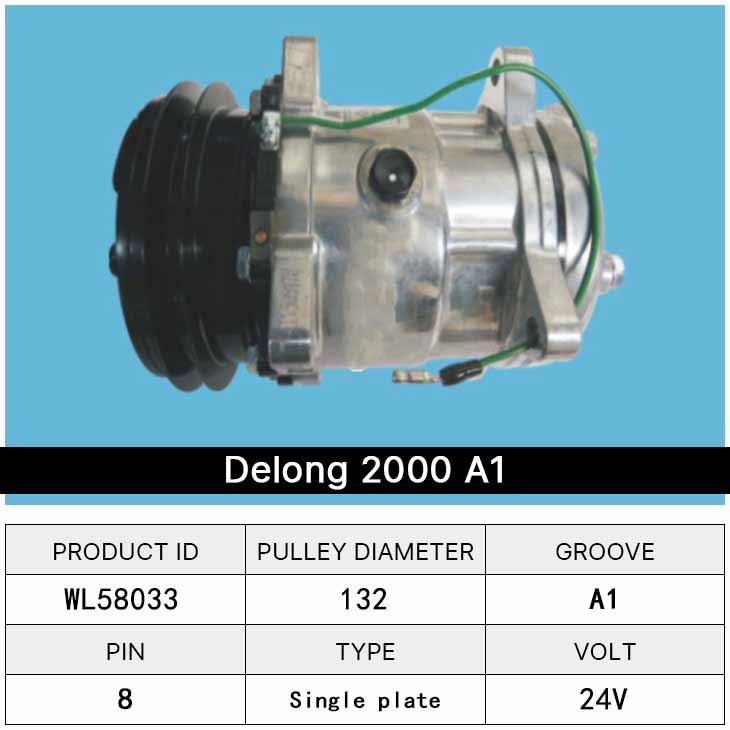 Delong 2000 A1
PRODUCT ID PULLEY DIAMETER GROOVE
WL58033 132 A1
PIN TYPE VOLT
8 Single plate 24V